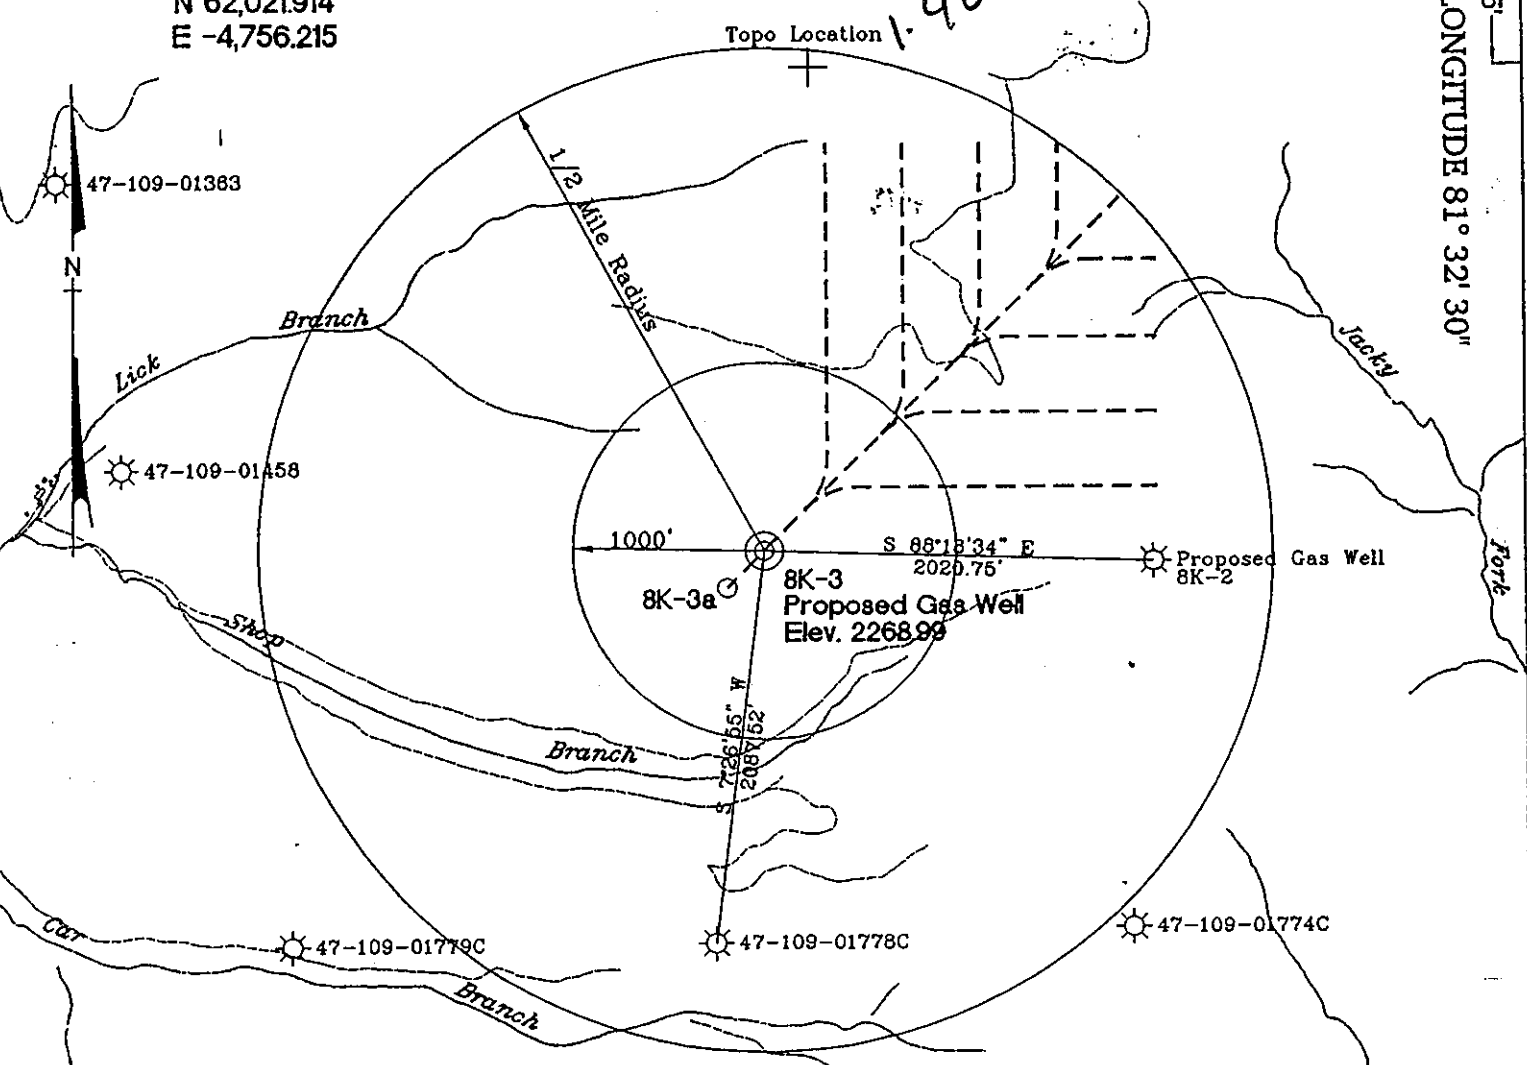 N 62,021.914
E -4,756.215
Topo Location
LONGITUDE 81° 32' 30"
47-109-01363
1/2 Mile Radius
N
Branch
Lick
Jacky
47-109-01458
1000'
S 88°18'34" E
2020.75'
Proposed Gas Well
8K-2
Fork
8K-3
Proposed Gas Well
Elev. 2268.99
8K-3a
Shop
Branch
S 7°26'55" W
2087.52'
Car
47-109-01779C
47-109-01778C
47-109-01774C
Branch